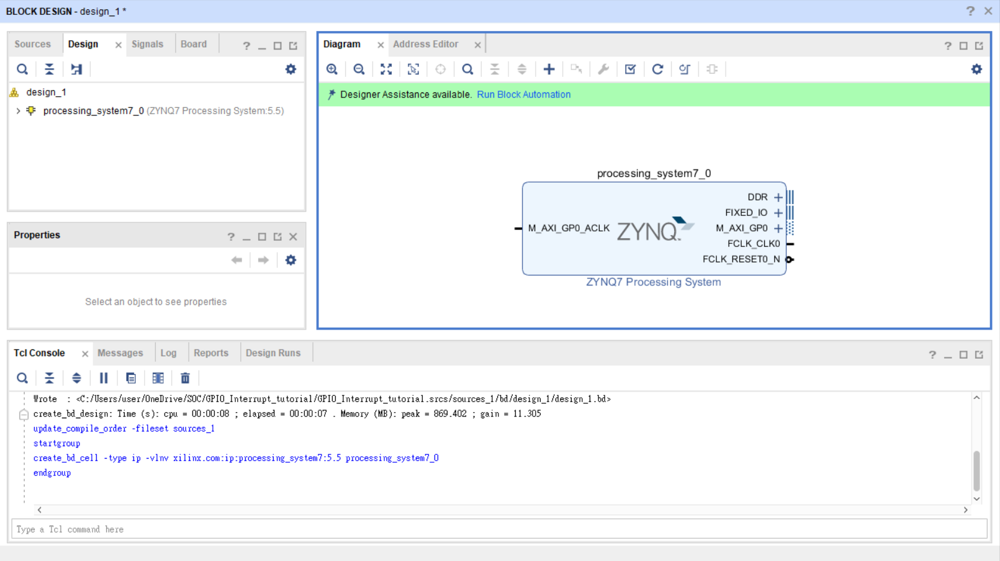 BLOCK DESIGN - design_1 *
Sources Design Signals Board
design_1
processing_system7_0 (ZYNQ7 Processing System:5.5)
Properties
Select an object to see properties
Diagram Address Editor
Designer Assistance available. Run Block Automation
processing_system7_0
DDR
FIXED_IO
M_AXI_GP0_ACLK ZYNQ. M_AXI_GP0
FCLK_CLK0
FCLK_RESET0_N
ZYNQ7 Processing System
Tcl Console Messages Log Reports Design Runs
Wrote  : <C:/Users/user/OneDrive/SOC/GPIO_Interrupt_tutorial/GPIO_Interrupt_tutorial.srcs/sources_1/bd/design_1/design_1.bd>
create_bd_design: Time (s): cpu = 00:00:08 ; elapsed = 00:00:07 . Memory (MB): peak = 869.402 ; gain = 11.305
update_compile_order -fileset sources_1
startgroup
create_bd_cell -type ip -vlnv xilinx.com:ip:processing_system7:5.5 processing_system7_0
endgroup
Type a Tcl command here